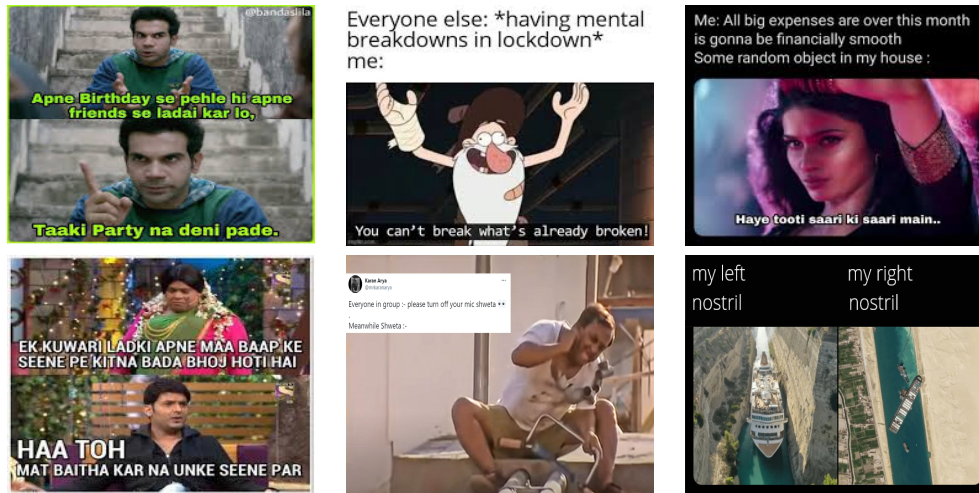 @bandasiila
Apne Birthday se pehle hi apne
friends se ladai kar lo,
Taaki Party na deni pade.
Everyone else: *having mental
breakdowns in lockdown*
me:
You can't break what's already broken!
Me: All big expenses are over this month
is gonna be financially smooth
Some random object in my house :
Haye tooti saari ki saari main..
EK KUWARI LADKI APNE MAA BAAP KE
SEENE PE KITNA BADA BHOJ HOTI HAI
HAA TOH
MAT BAITHA KAR NA UNKE SEENE PAR
Karan Arya
Everyone in group :- please turn off your mic shweta 👀
.
Meanwhile Shweta :-
my left
nostril
my right
nostril